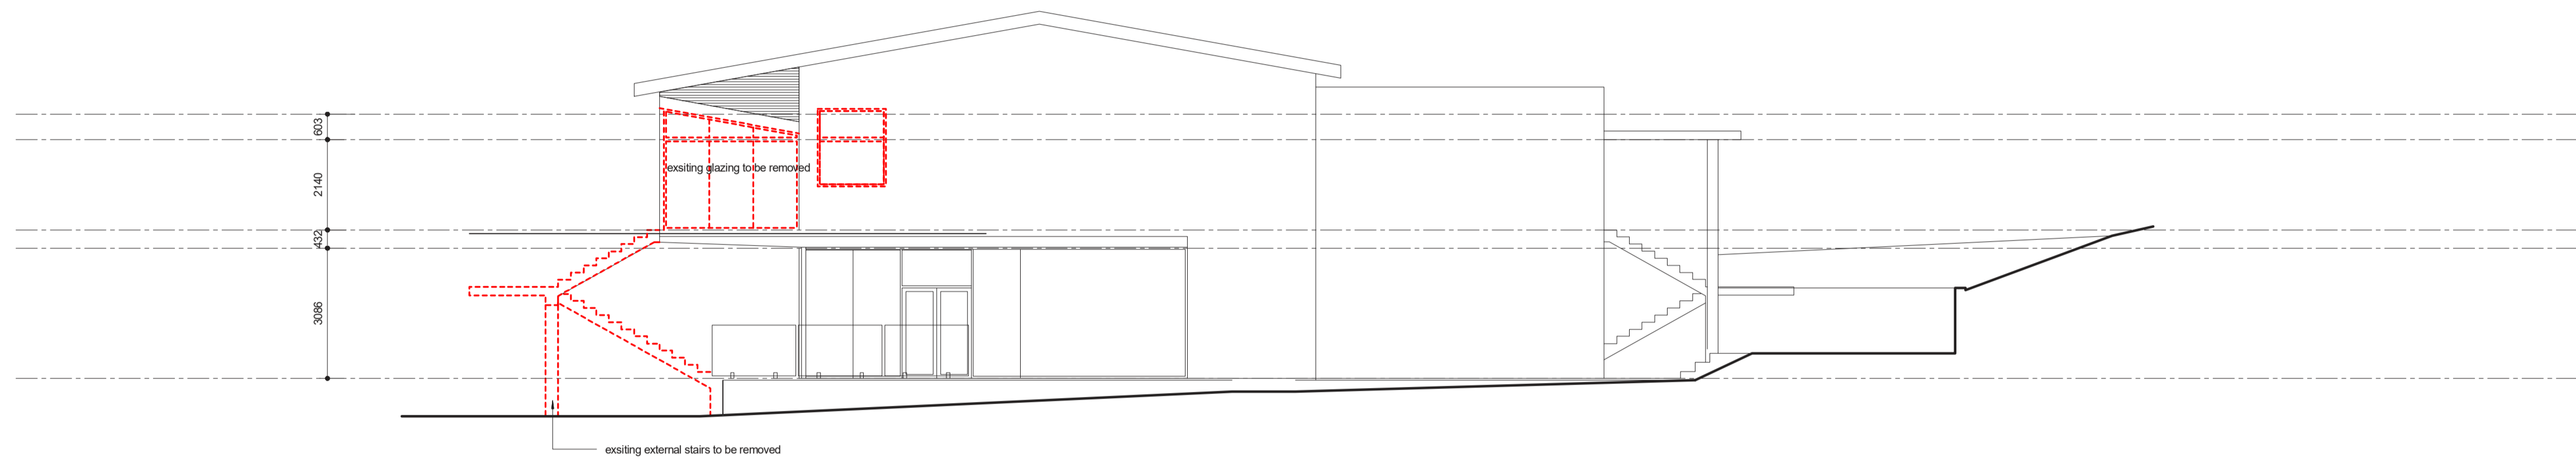 603
2140
432
3086
exsiting glazing to be removed
exsiting external stairs to be removed